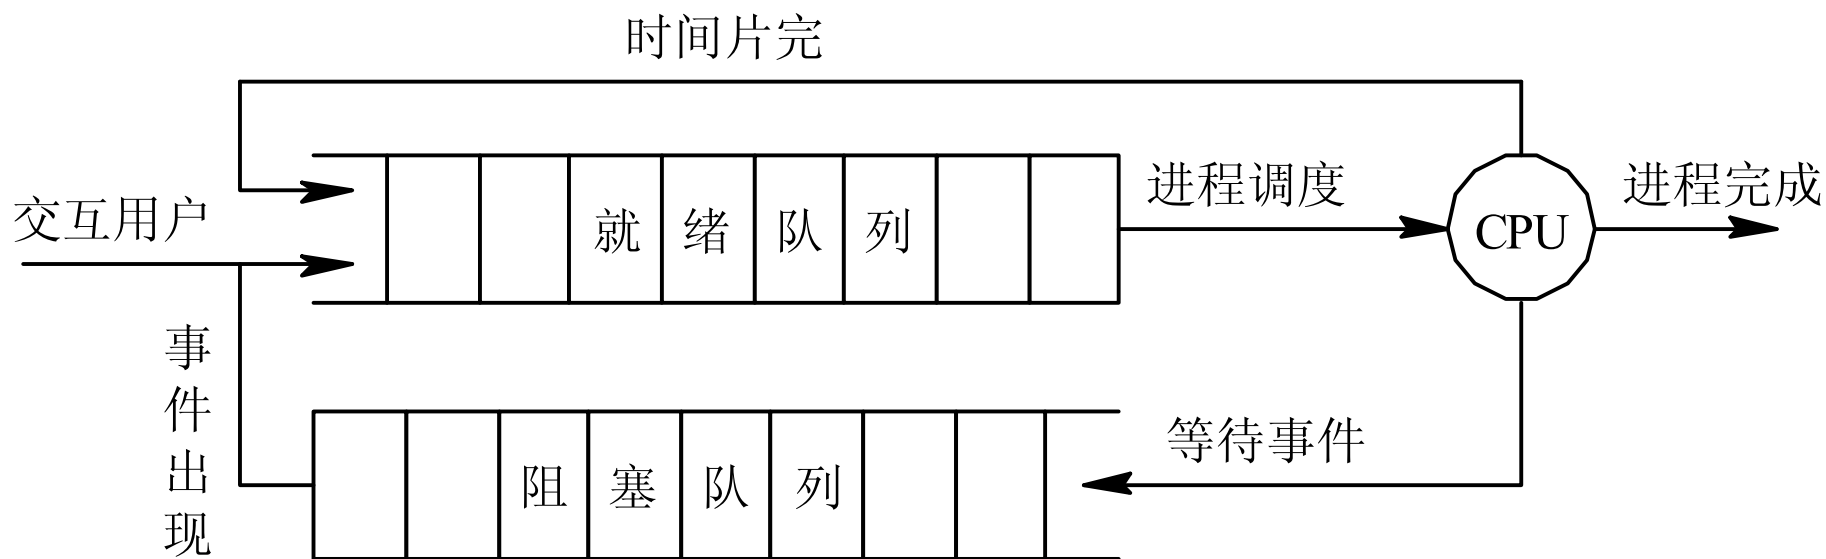 时间片完
交互用户
就绪队列
进程调度
CPU
进程完成
事件出现
阻塞队列
等待事件